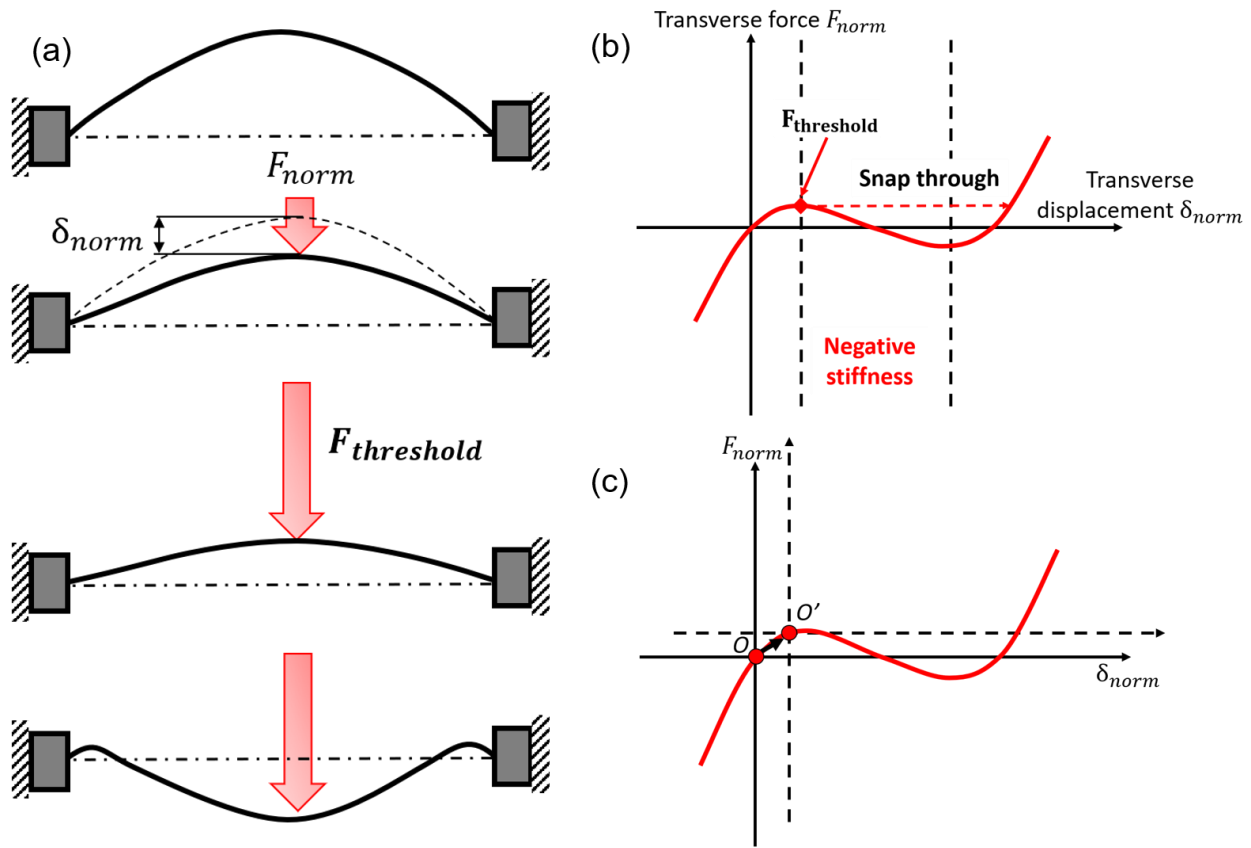 (a)
F_norm
δ_norm
F_threshold
(b)
Transverse force F_norm
F_threshold
Snap through
Transverse
displacement δ_norm
Negative
stiffness
(c)
F_norm
O'
O
δ_norm